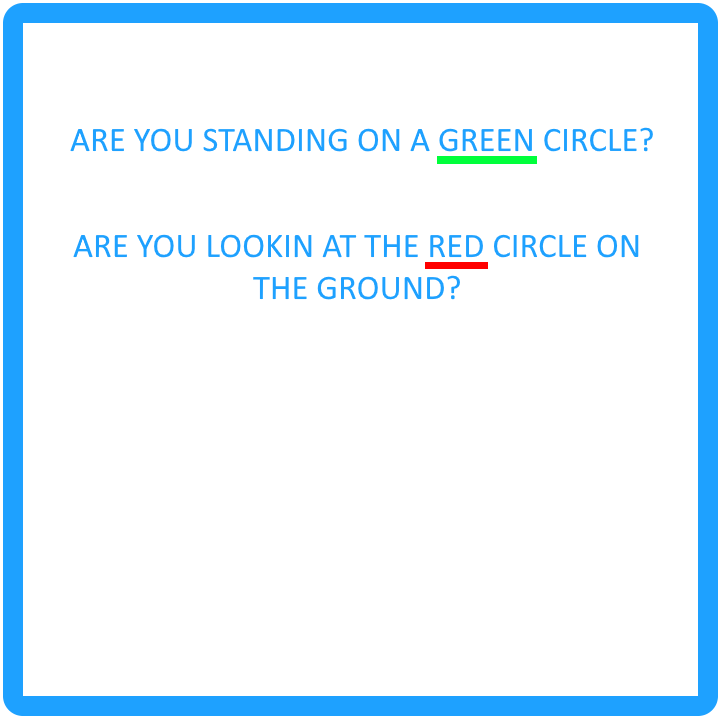 ARE YOU STANDING ON A GREEN CIRCLE?
ARE YOU LOOKIN AT THE RED CIRCLE ON
THE GROUND?